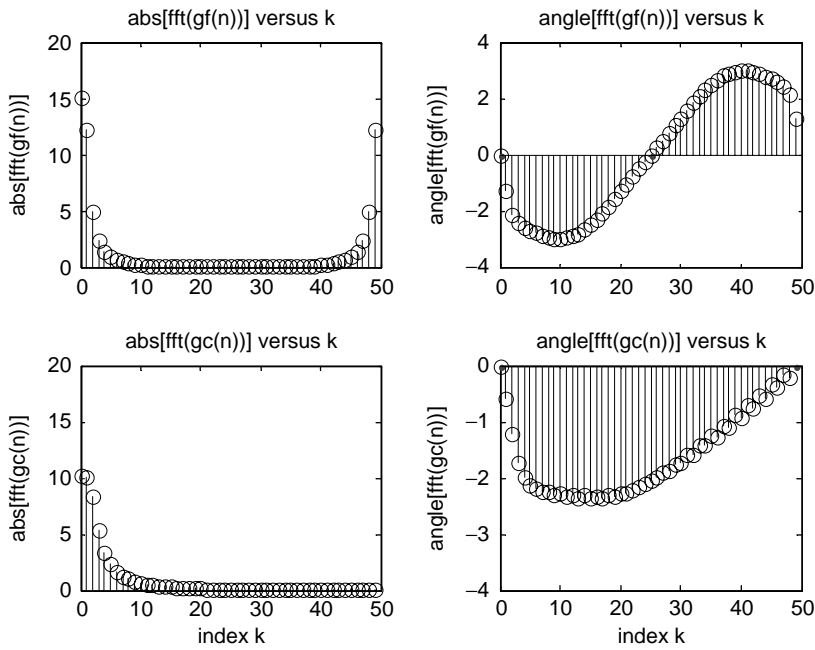 abs[fft(gf(n))] versus k
abs[fft(gf(n))]
20
15
10
5
0
0 10 20 30 40 50
angle[fft(gf(n))] versus k
angle[fft(gf(n))]
4
2
0
−2
−4
0 10 20 30 40 50
abs[fft(gc(n))] versus k
abs[fft(gc(n))]
20
15
10
5
0
0 10 20 30 40 50
index k
angle[fft(gc(n))] versus k
angle[fft(gc(n))]
0
−1
−2
−3
−4
0 10 20 30 40 50
index k